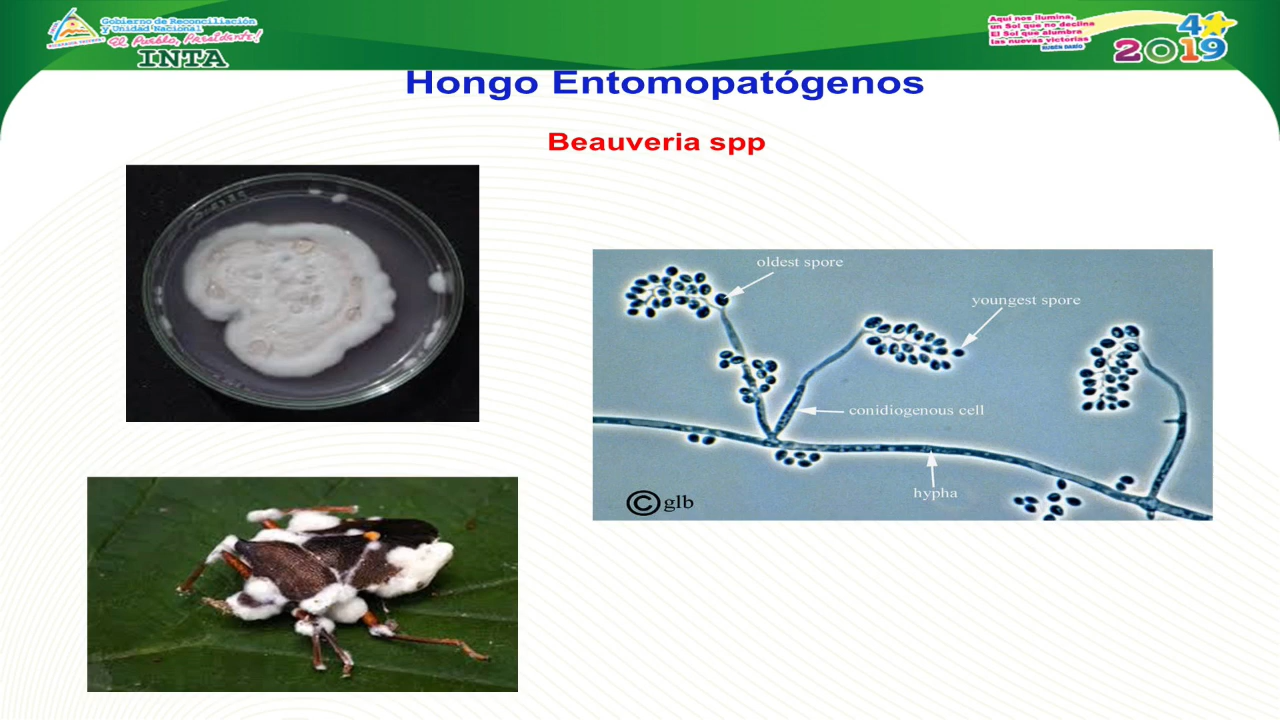 Gobierno de Reconciliación
y Unidad Nacional
El Pueblo, Presidente!
INTA
Aquí nos ilumina,
un Sol que no declina
El Sol que alumbra
las nuevas victorias
RUBÉN DARÍO
40
2019
Hongo Entomopatógenos
Beauveria spp
oldest spore
youngest spore
conidiogenous cell
hypha
© glb